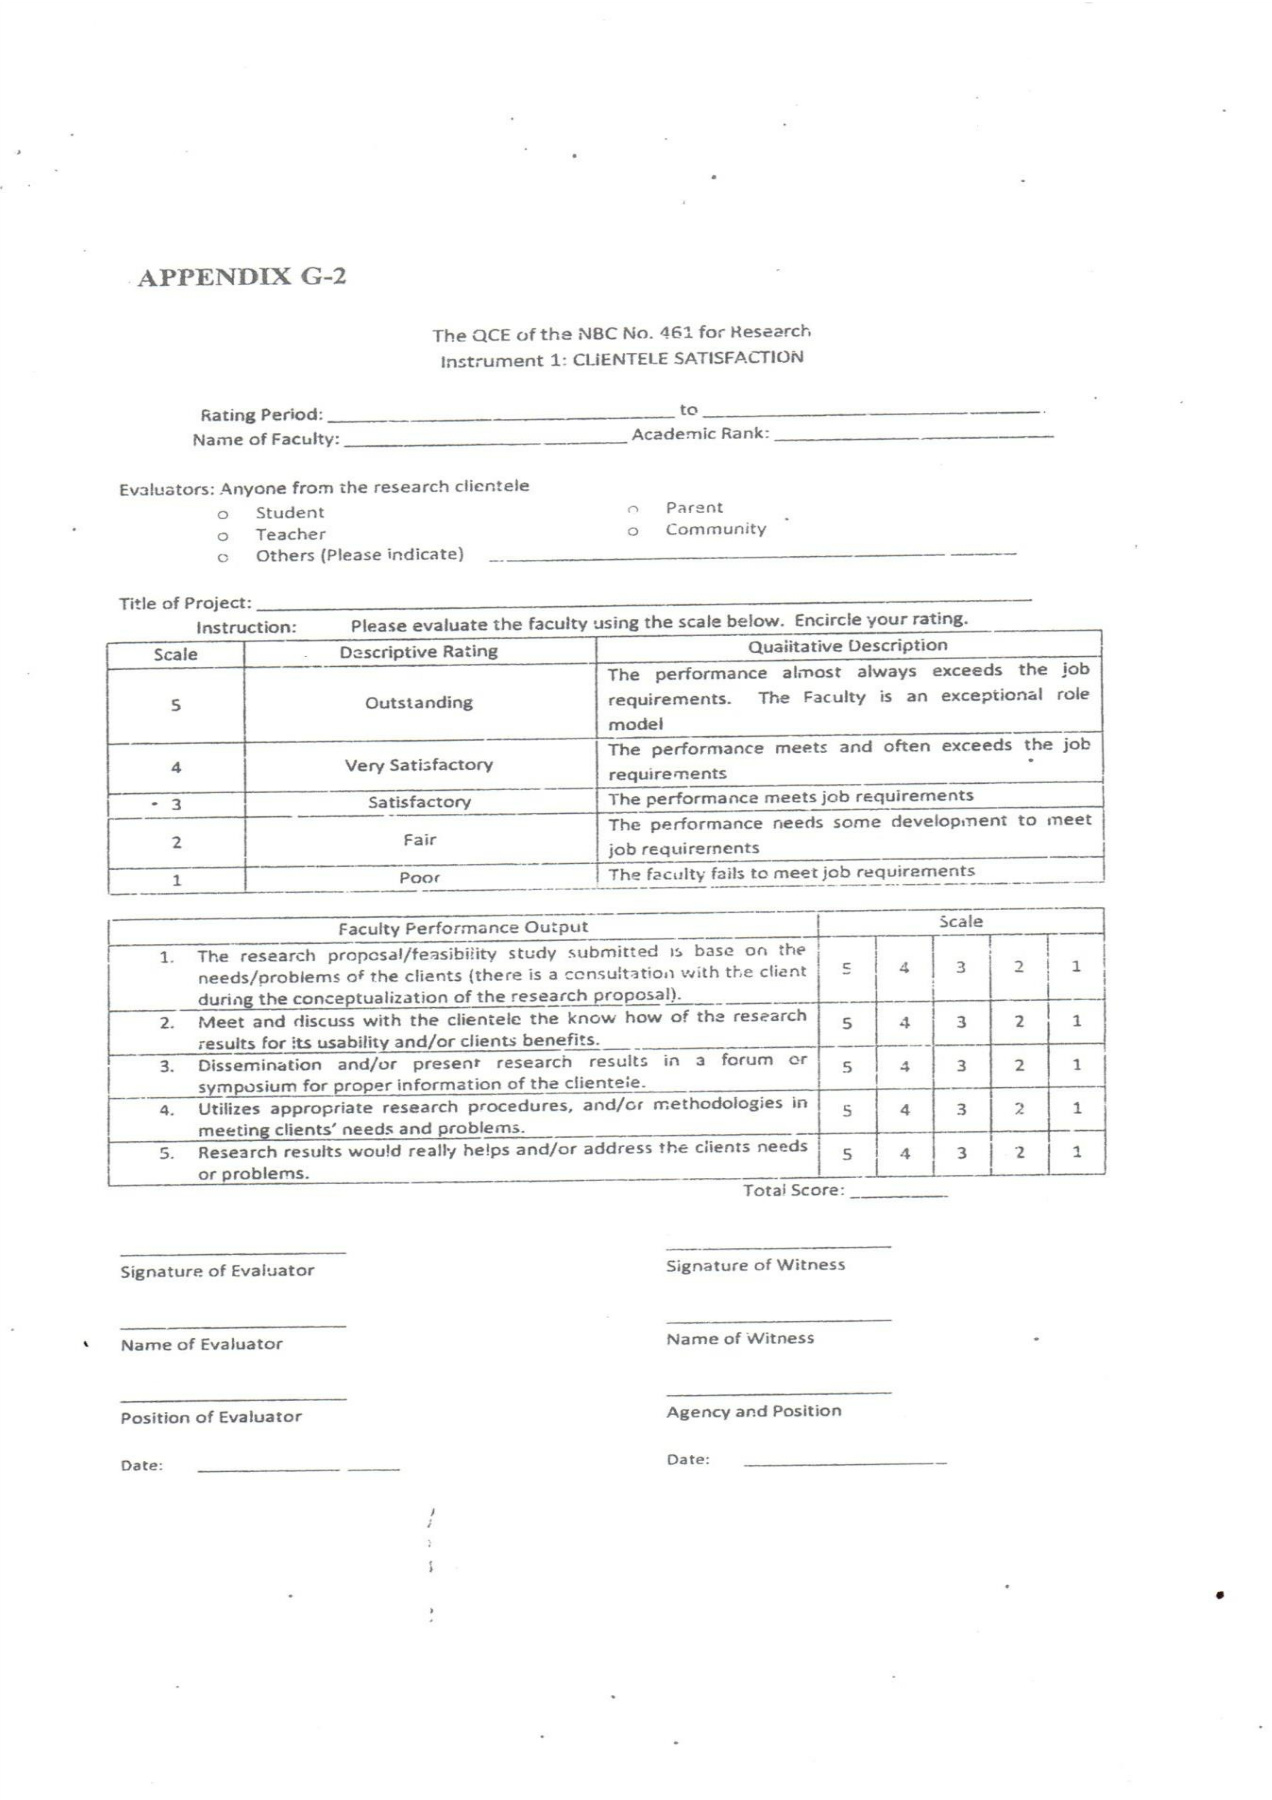 APPENDIX G-2
The QCE of the NBC No. 461 for Research
Instrument 1: CLIENTELE SATISFACTION
Rating Period: ____ to ____
Name of Faculty: ____ Academic Rank: ____
Evaluators: Anyone from the research clientele
o Student o Parent
o Teacher o Community
o Others (Please indicate) ____
Title of Project: ____
Instruction: Please evaluate the faculty using the scale below. Encircle your rating.
Scale Descriptive Rating Qualitative Description
5 Outstanding The performance almost always exceeds the job
requirements. The Faculty is an exceptional role
model
4 Very Satisfactory The performance meets and often exceeds the job
requirements
3 Satisfactory The performance meets job requirements
2 Fair The performance needs some development to meet
job requirements
1 Poor The faculty fails to meet job requirements
Faculty Performance Output Scale
1. The research proposal/feasibility study submitted is base on the
needs/problems of the clients (there is a consultation with the client 5 4 3 2 1
during the conceptualization of the research proposal).
2. Meet and discuss with the clientele the know how of the research 5 4 3 2 1
results for its usability and/or clients benefits.
3. Dissemination and/or present research results in a forum or 5 4 3 2 1
symposium for proper information of the clientele.
4. Utilizes appropriate research procedures, and/or methodologies in 5 4 3 2 1
meeting clients' needs and problems.
5. Research results would really helps and/or address the clients needs 5 4 3 2 1
or problems.
Total Score: ____
Signature of Evaluator Signature of Witness
Name of Evaluator Name of Witness
Position of Evaluator Agency and Position
Date: ____ Date: ____